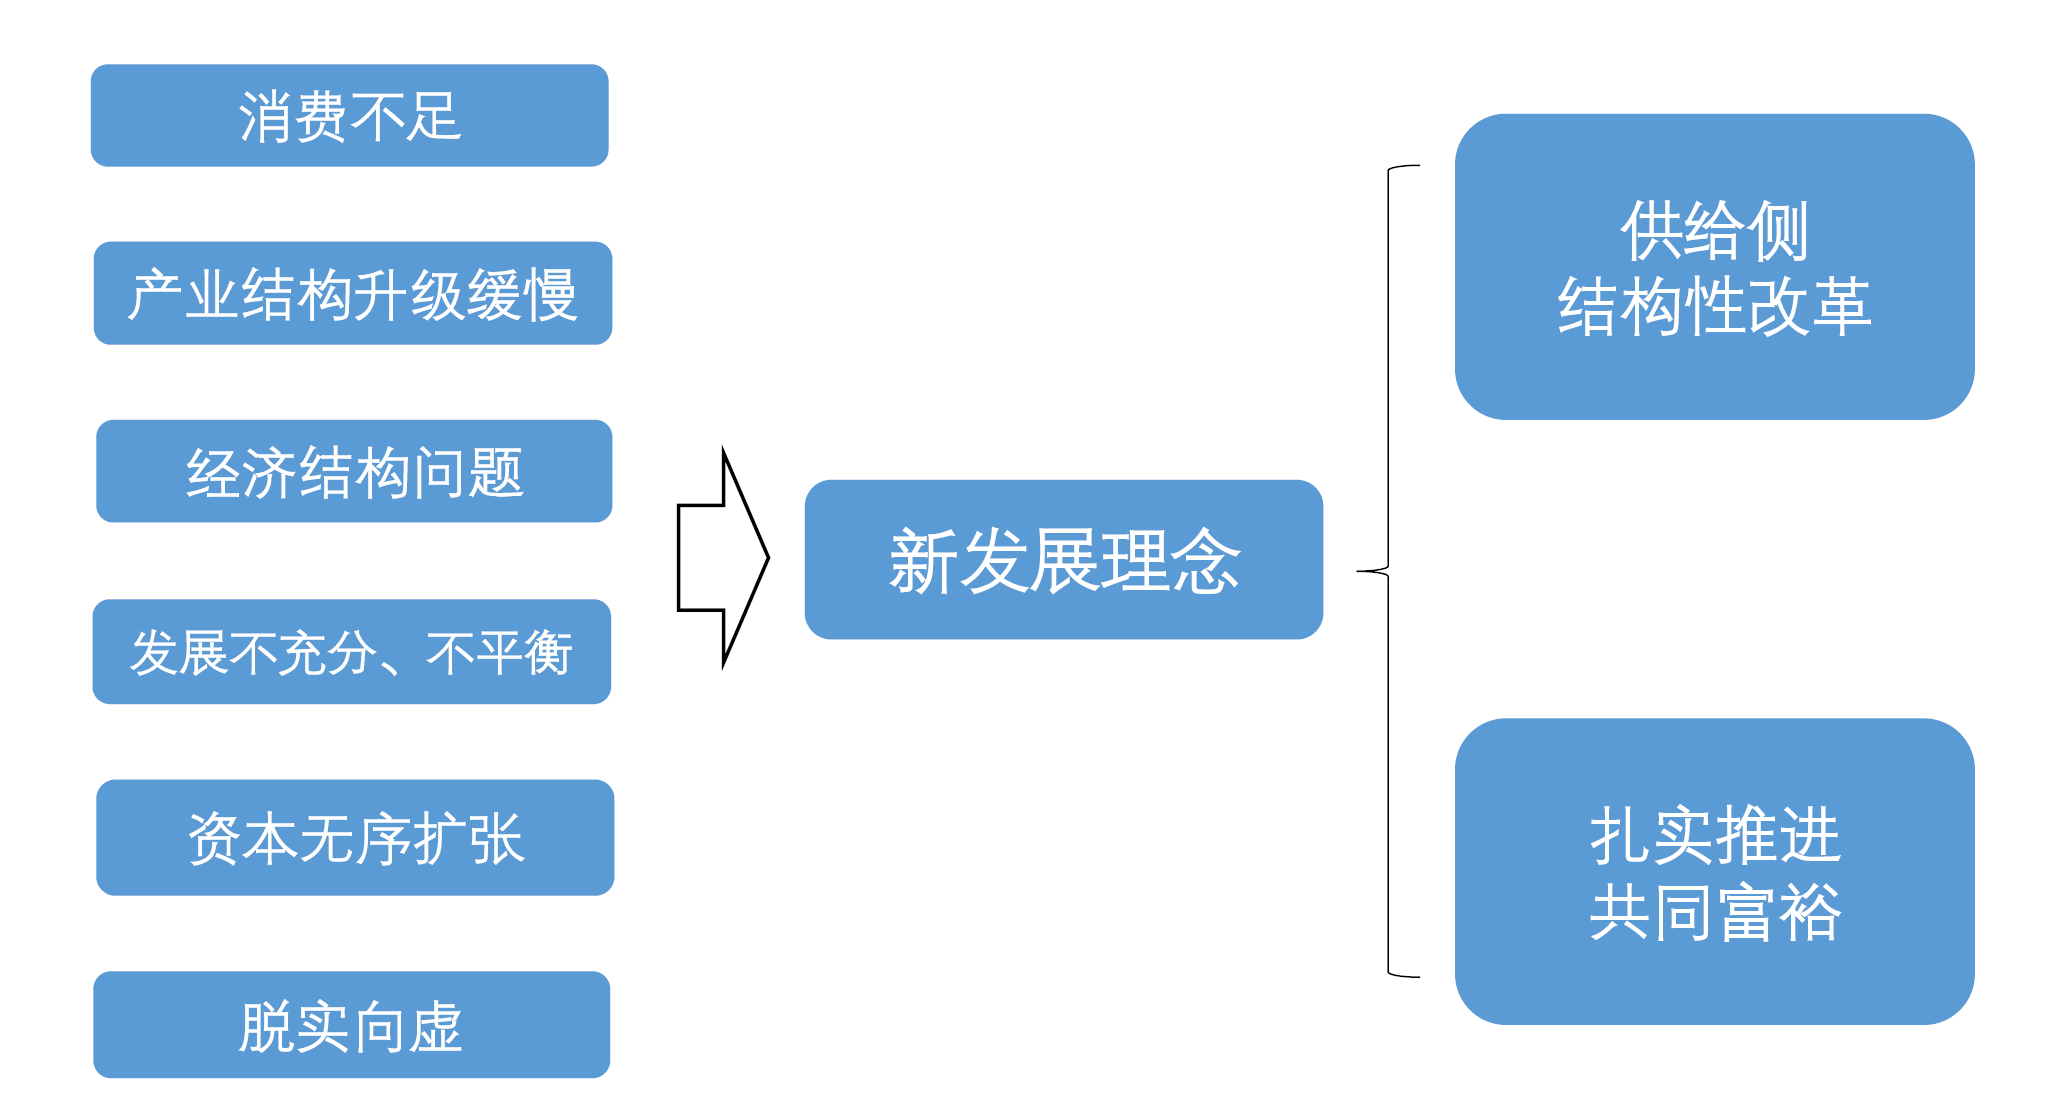 消费不足
产业结构升级缓慢
经济结构问题
发展不充分、不平衡
资本无序扩张
脱实向虚
新发展理念
供给侧
结构性改革
扎实推进
共同富裕